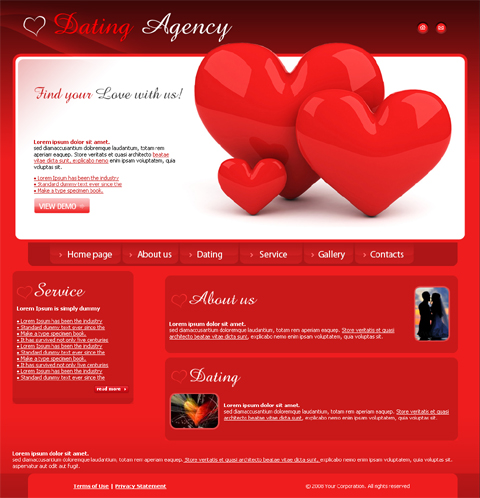 Dating Agency
Find your Love with us!
Lorem ipsum dolor sit amet.
sed diamaccusantium doloremque laudantum, totam rem
aperiam eaquep. Store veritats et quasi architecto beatae
vitae dicta sunt, explicabo nemo enim ipsam voluptatem, quia
voluptas sit.
• Lorem Ipsum has been the industry
• Standard dummy text ever since the
• Make a type specimen book.
VIEW DEMO
Home page
About us
Dating
Service
Gallery
Contacts
Service
Lorem Ipsum is simply dummy
• Lorem Ipsum has been the industry
• Standard dummy text ever since the
• Make a type specimen book.
• It has survived not only five centuries
• Lorem Ipsum has been the industry
• Standard dummy text ever since the
• Make a type specimen book.
• It has survived not only five centuries
• Lorem Ipsum has been the industry
• Standard dummy text ever since the
read more
About us
Lorem ipsum dolor sit amet.
sed diamaccusantium doloremque laudantum, totam rem aperiam eaquep. Store veritatis et quasi
architecto beatae vitae dicta sunt, explicabo nemo enim ipsam voluptatem, quia voluptas sit.
Dating
Lorem ipsum dolor sit amet.
sed diamaccusantium doloremque laudantum, totam rem aperiam eaquep. Store veritatis et quasi
architecto beatae vitae dicta sunt, explicabo nemo enim ipsam voluptatem, quia voluptas sit.
Lorem ipsum dolor sit amet.
sed diamaccusantium doloremque laudantum, totam rem aperiam eaquep. Store veritatis et quasi architecto beatae vitae dicta sunt, explicabo nemo enim ipsam voluptatem, quia voluptas sit.
aspernatur aut odit aut fugit.
Terms of Use | Privacy Statement
© 2008 Your Corporation. All rights reserved